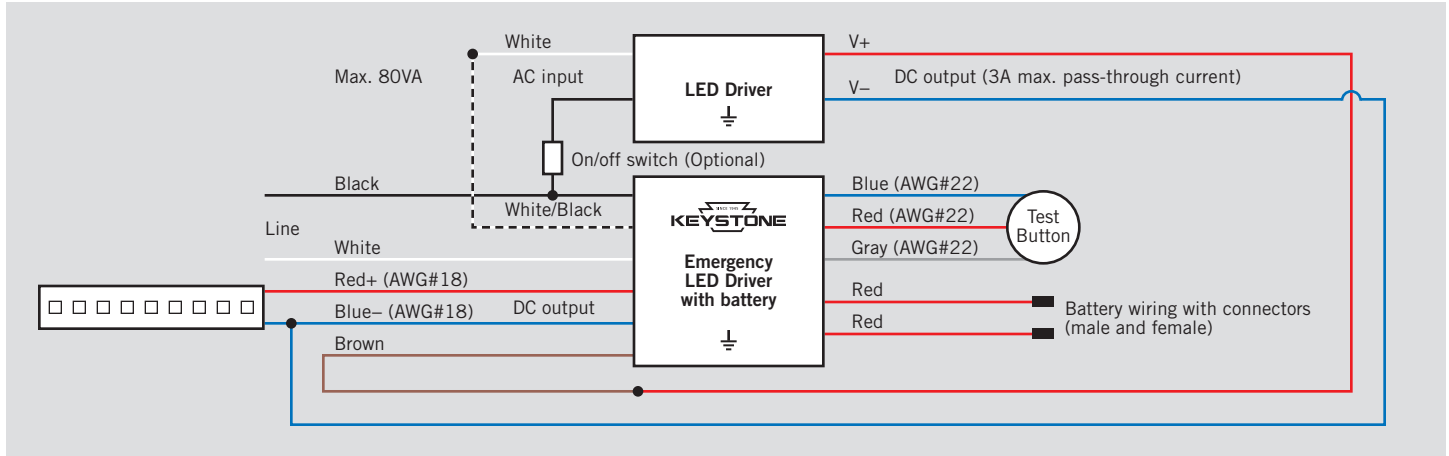 White
V+
Max. 80VA
AC input
LED Driver
DC output (3A max. pass-through current)
V–
On/off switch (Optional)
Black
Blue (AWG#22)
White/Black
SINCE 1945
KEYSTONE
Red (AWG#22)
Test
Button
Line
White
Gray (AWG#22)
Emergency
LED Driver
with battery
Red+ (AWG#18)
Red
Blue– (AWG#18)
DC output
Battery wiring with connectors
(male and female)
Red
Brown